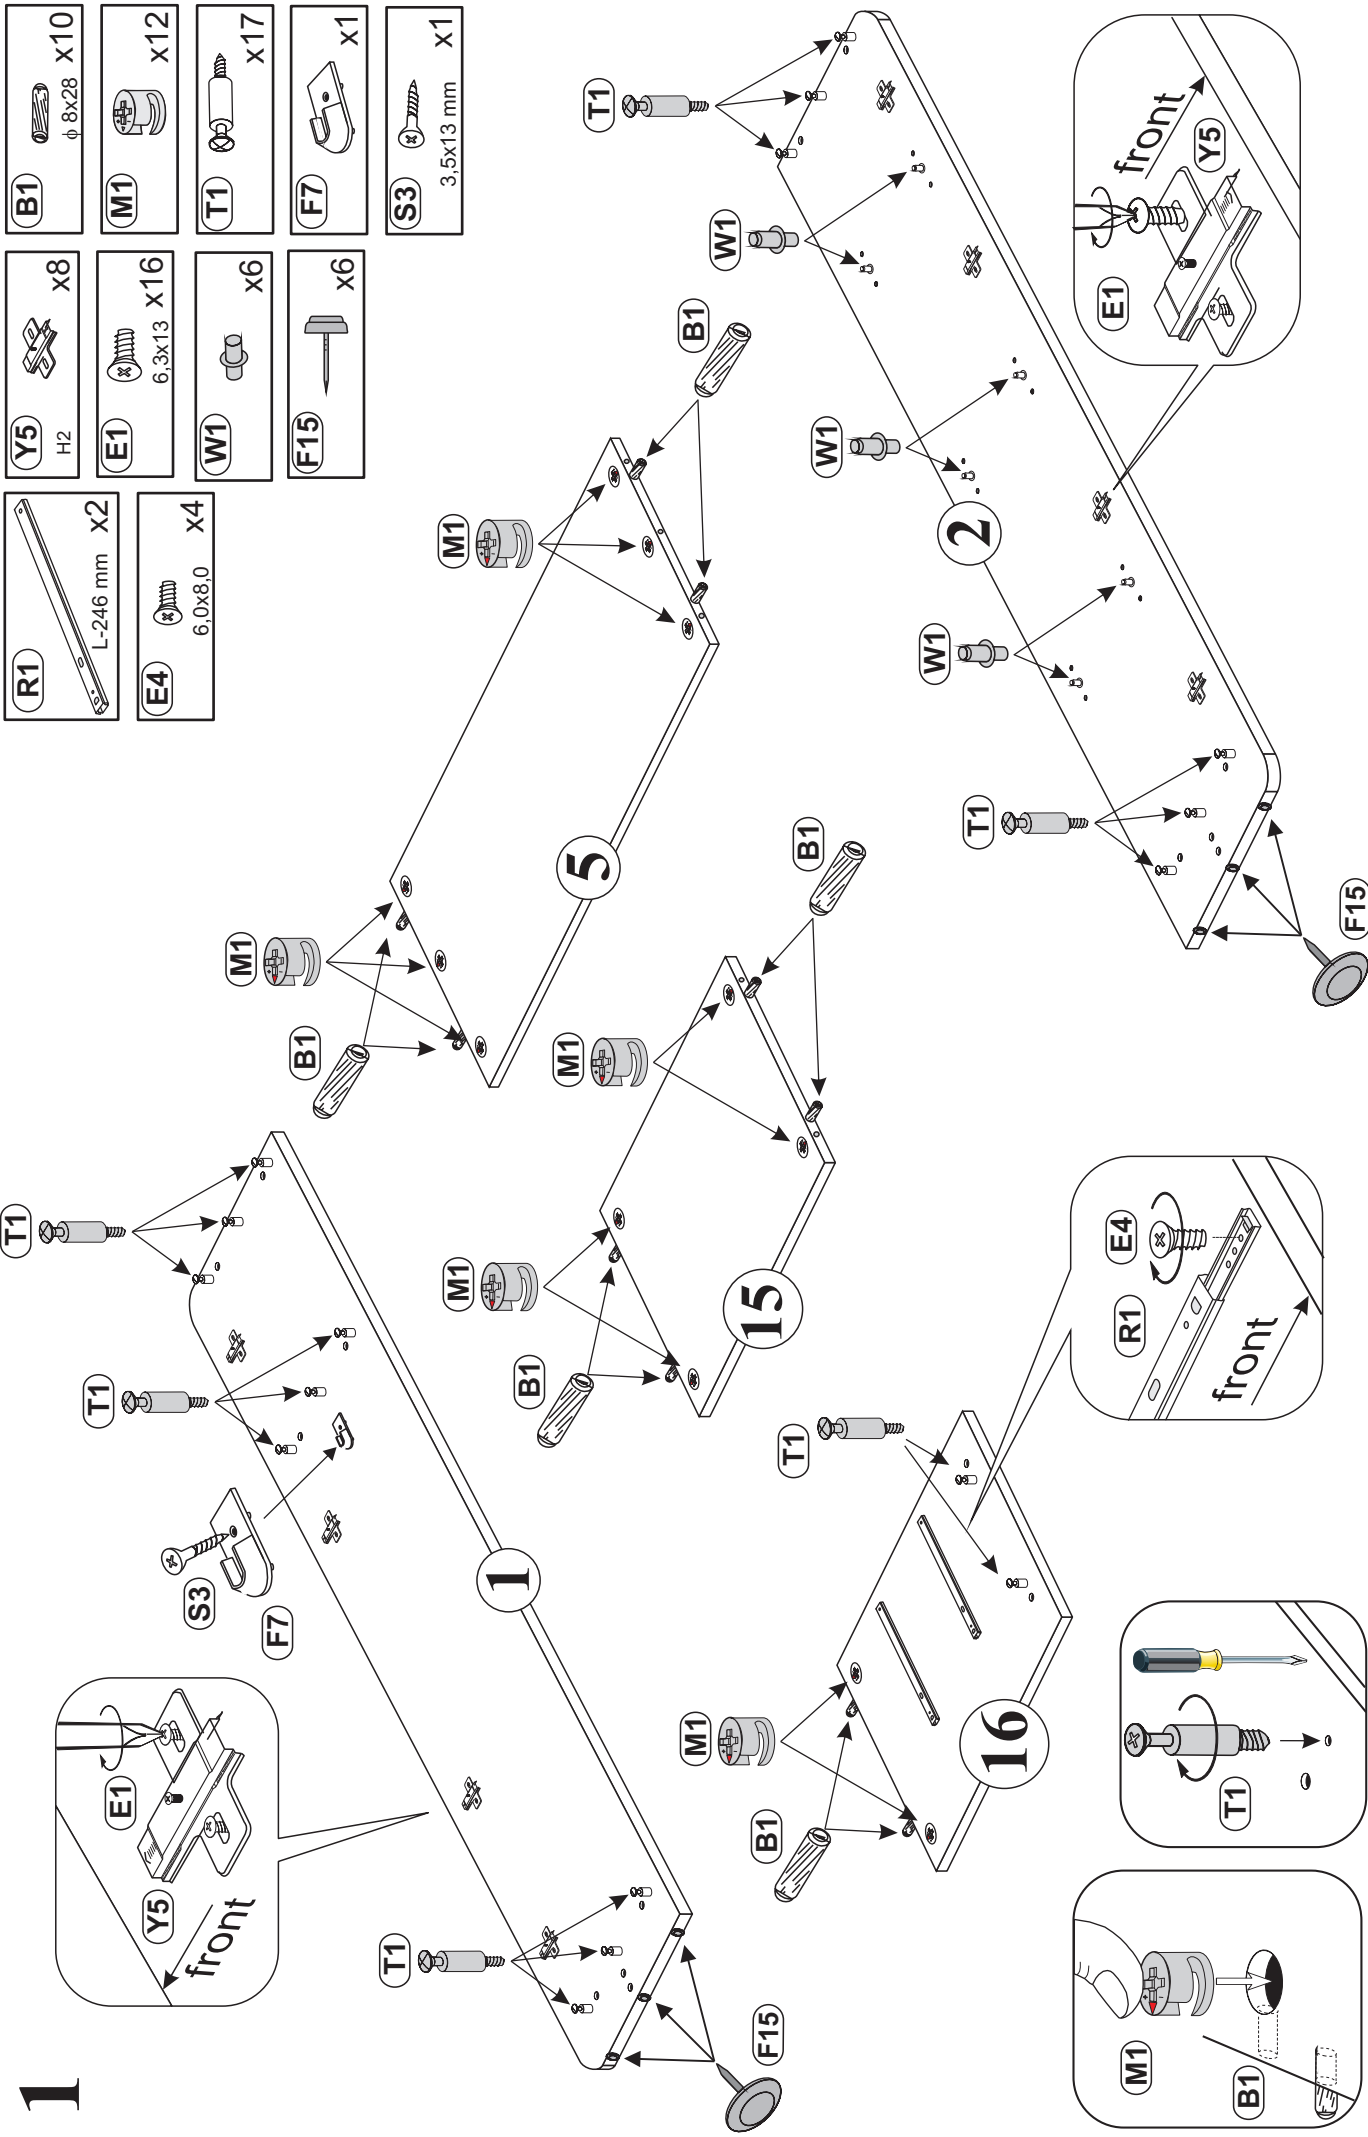 1
R1
L-246 mm x2
Y5
H2
x8
B1
φ 8x28
x10
E4
6,0x8,0
x4
E1
6,3x13
x16
M1
x12
W1
x6
T1
x17
F15
x6
F7
x1
S3
3,5x13 mm
x1
T1
T1
S3
F7
E1
Y5
front
T1
F15
1
M1
B1
M1
B1
5
M1
B1
M1
B1
15
T1
M1
B1
16
R1
E4
front
T1
W1
W1
W1
T1
F15
2
E1
Y5
front
M1
B1
T1